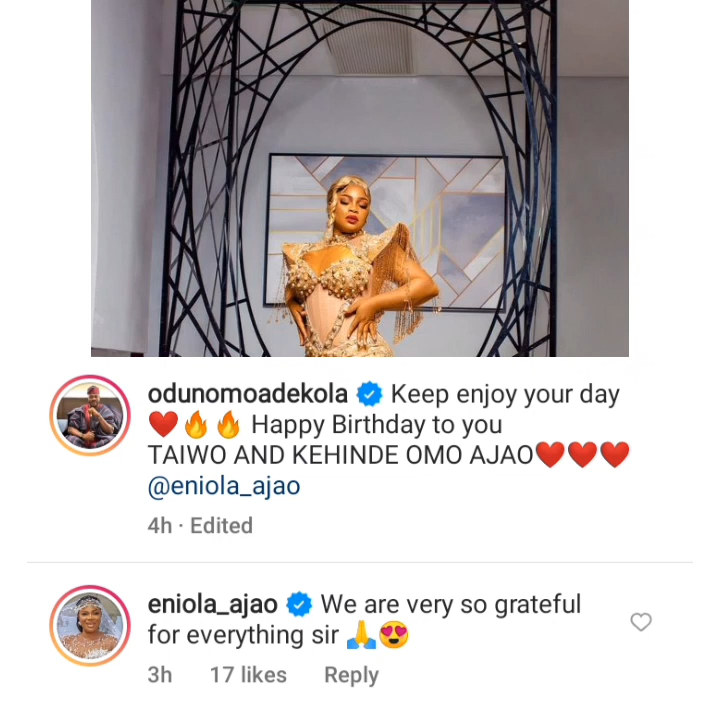 odunomoadekola Keep enjoy your day
❤️🔥🔥 Happy Birthday to you
TAIWO AND KEHINDE OMO AJAO❤️❤️❤️
@eniola_ajao
4h · Edited
eniola_ajao We are very so grateful
for everything sir 🙏😍
3h 17 likes Reply